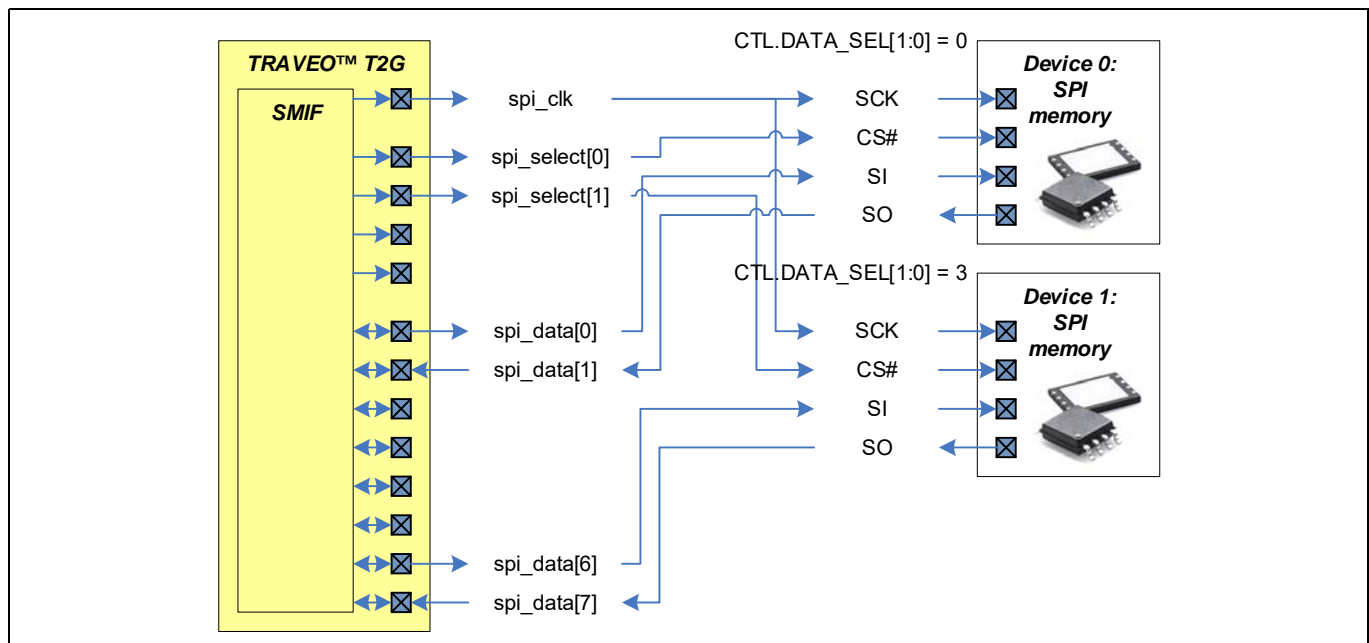 CTL.DATA_SEL[1:0] = 0
TRAVEO™ T2G
SMIF
spi_clk
spi_select[0]
spi_select[1]
spi_data[0]
spi_data[1]
spi_data[6]
spi_data[7]
SCK
CS#
SI
SO
Device 0:
SPI
memory
CTL.DATA_SEL[1:0] = 3
SCK
CS#
SI
SO
Device 1:
SPI
memory